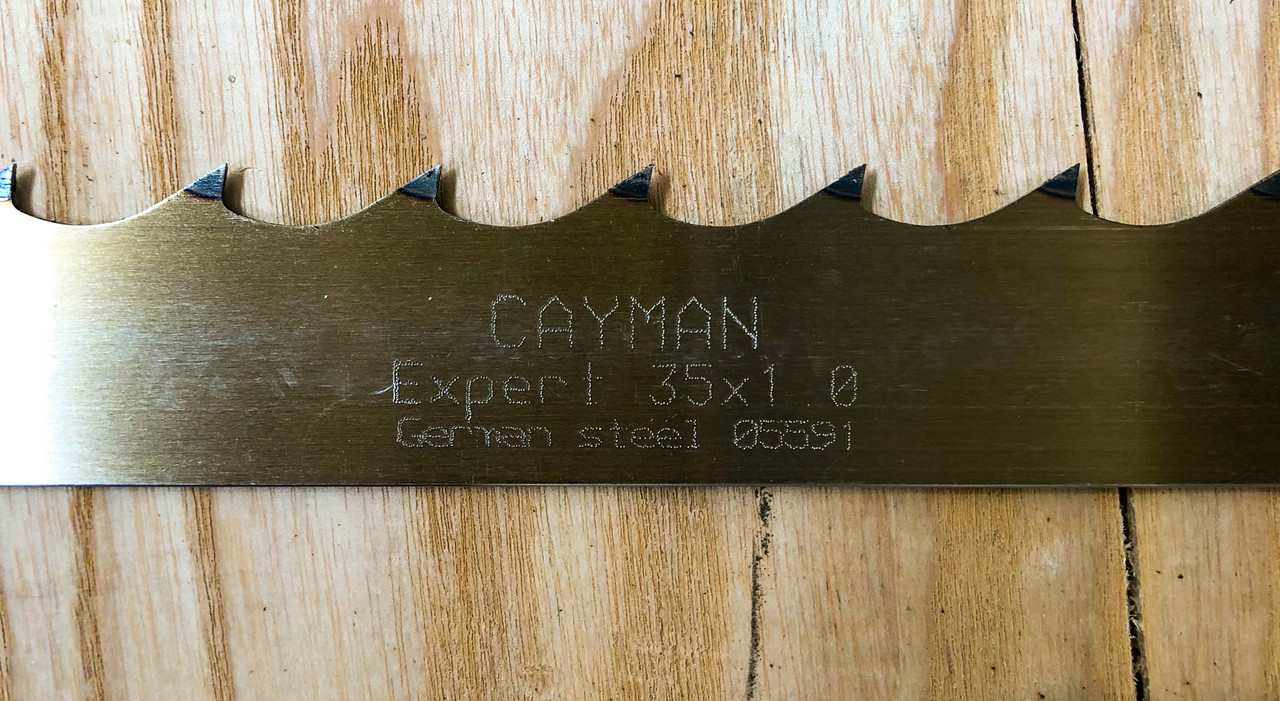 CAYMAN
Expert 35x1.0
German steel 05591